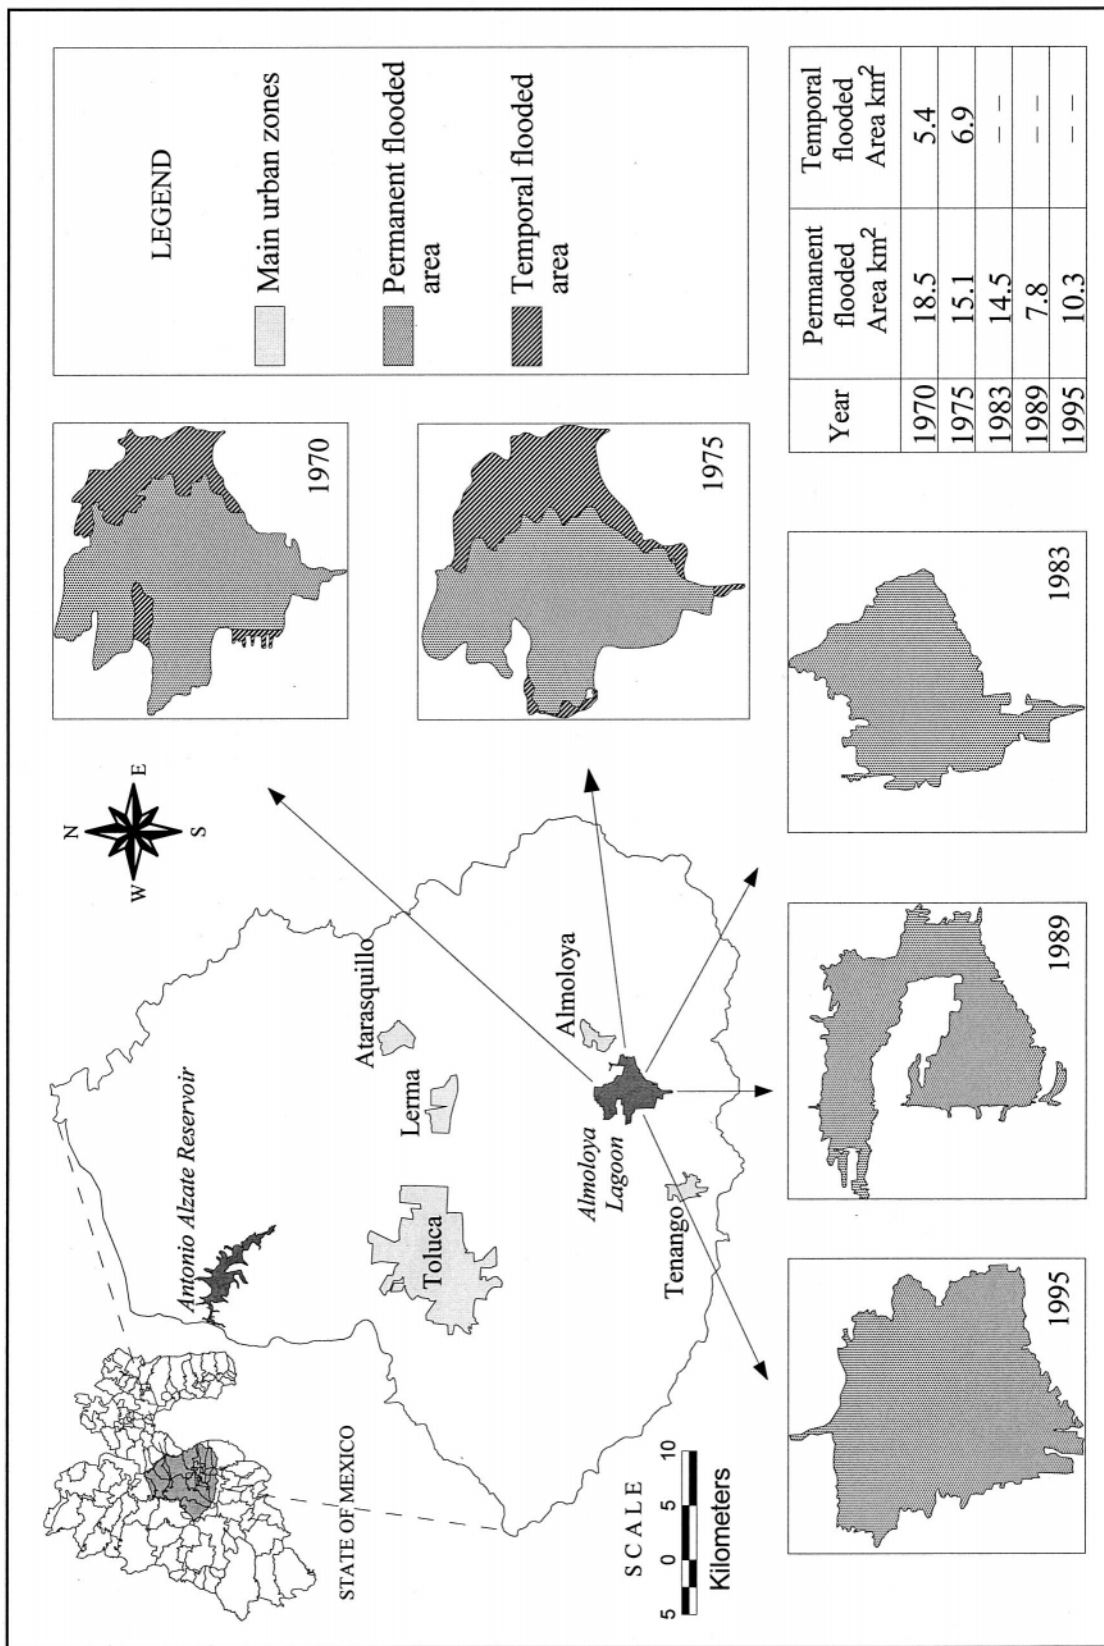 STATE OF MEXICO
Antonio Alzate Reservoir
N
W
E
S
Atarasquillo
Lerma
Toluca
Almoloya
Almoloya
Lagoon
Tenango
SCALE
5 0 5 10
Kilometers
1970
1975
LEGEND
Main urban zones
Permanent flooded
area
Temporal flooded
area
1995
1989
1983
Year Permanent flooded Area km² Temporal flooded Area km²
1970 18.5 5.4
1975 15.1 6.9
1983 14.5 – –
1989 7.8 – –
1995 10.3 – –